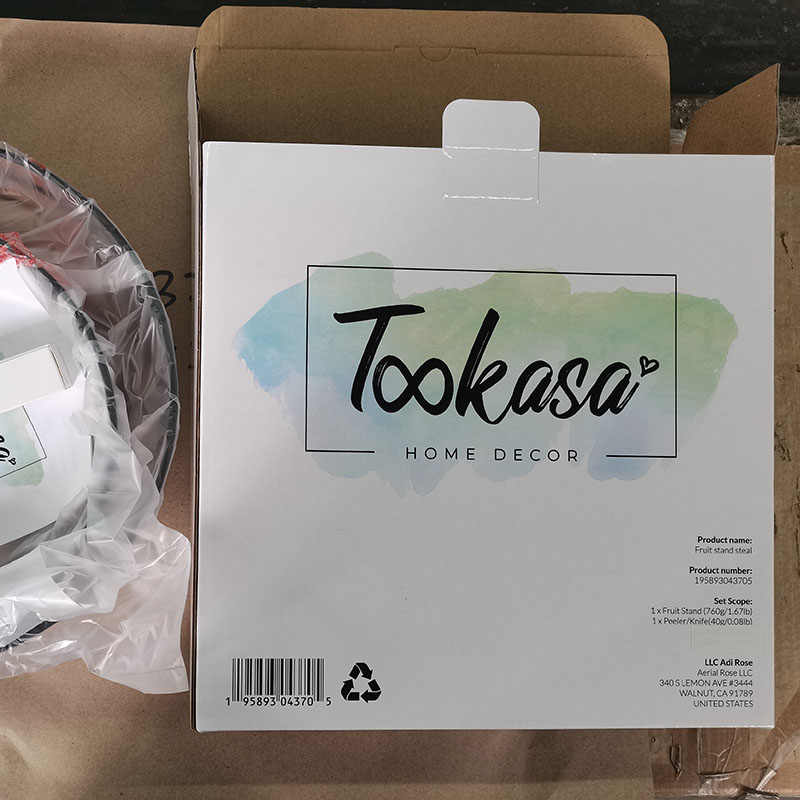 Tookasa
HOME DECOR
Product name:
Fruit stand steal
Product number:
195893043705
Set Scope:
1 x Fruit Stand (760g/1.67lb)
1 x Peeler/Knife(40g/0.08lb)
LLC Adi Rose
Aerial Rose LLC
340 S LEMON AVE #3444
WALNUT, CA 91789
UNITED STATES
1 95893 04370 5